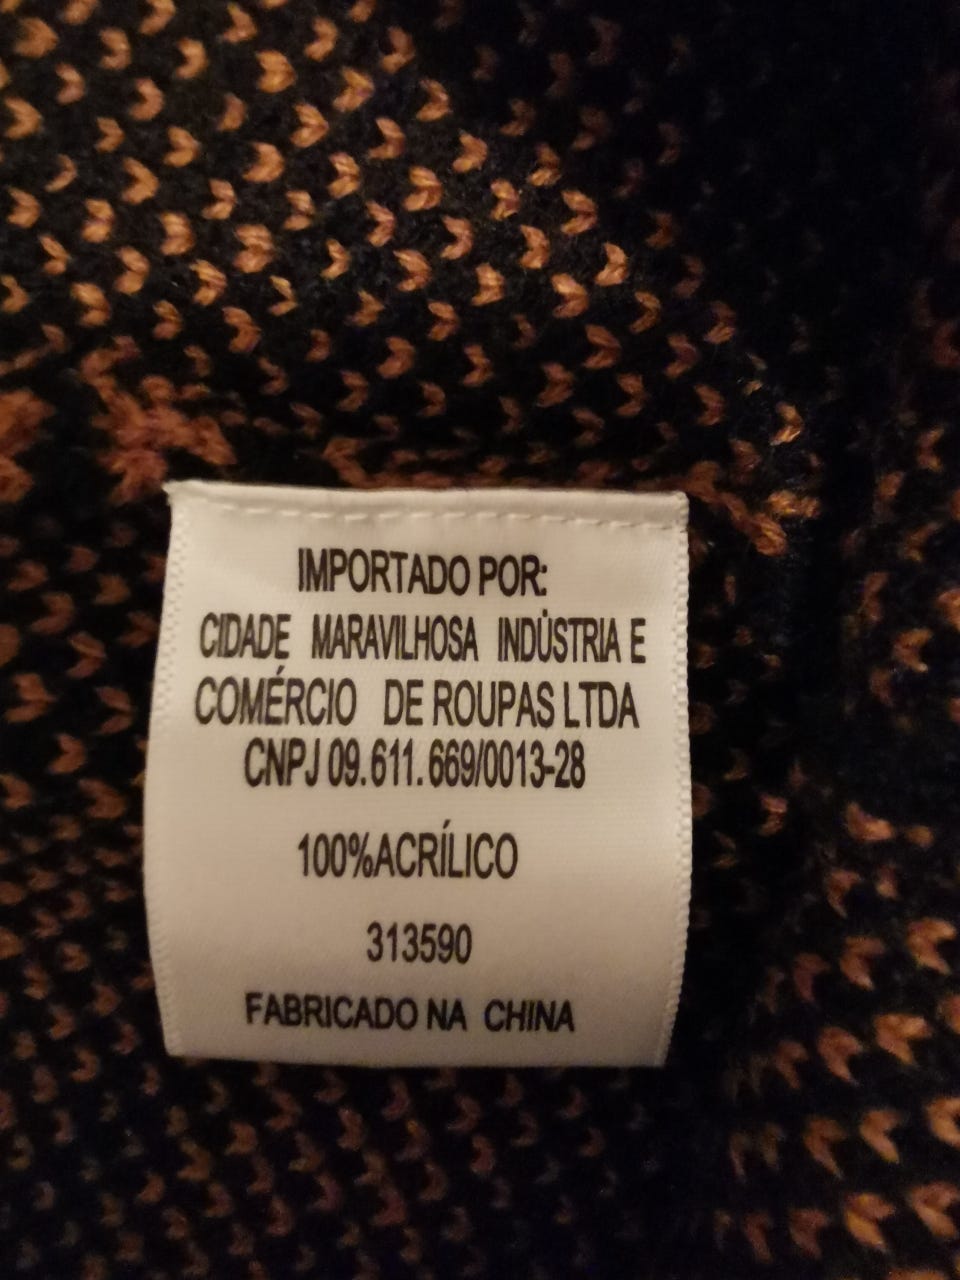 IMPORTADO POR:
CIDADE MARAVILHOSA INDÚSTRIA E
COMÉRCIO DE ROUPAS LTDA
CNPJ 09.611.669/0013-28
100%ACRÍLICO
313590
FABRICADO NA CHINA